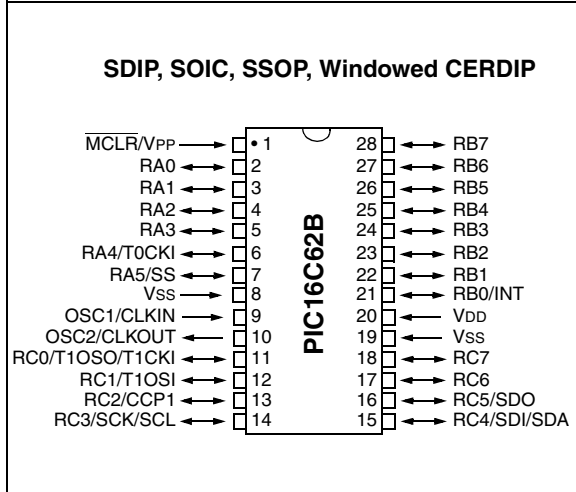 SDIP, SOIC, SSOP, Windowed CERDIP
MCLR/VPP 1 28 RB7
RA0 2 27 RB6
RA1 3 26 RB5
RA2 4 25 RB4
RA3 5 24 RB3
RA4/T0CKI 6 23 RB2
RA5/SS 7 22 RB1
VSS 8 21 RB0/INT
OSC1/CLKIN 9 20 VDD
OSC2/CLKOUT 10 19 VSS
RC0/T1OSO/T1CKI 11 18 RC7
RC1/T1OSI 12 17 RC6
RC2/CCP1 13 16 RC5/SDO
RC3/SCK/SCL 14 15 RC4/SDI/SDA
PIC16C62B